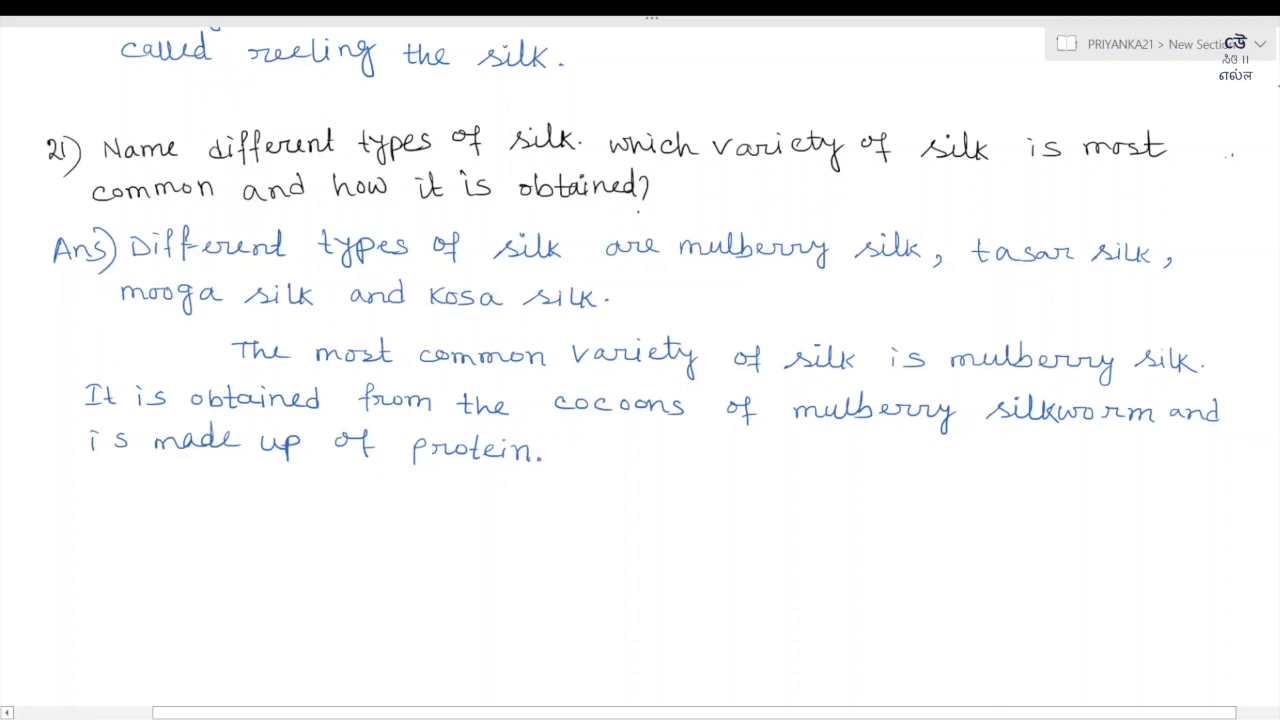 called reeling the silk.
PRIYANKA21 > New Section
21) Name different types of silk. which variety of silk is most
common and how it is obtained?
Ans) Different types of silk are mulberry silk, tasar silk,
mooga silk and kosa silk.
The most common variety of silk is mulberry silk.
It is obtained from the cocoons of mulberry silkworm and
is made up of protein.